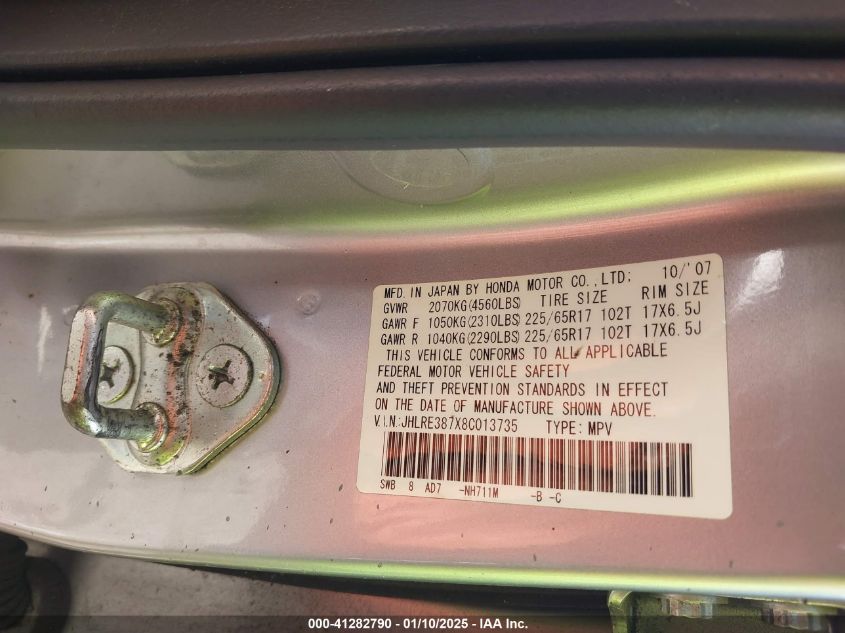 MFD. IN JAPAN BY HONDA MOTOR CO., LTD: 10/'07
GVWR 2070KG(4560LBS) TIRE SIZE RIM SIZE
GAWR F 1050KG(2310LBS) 225/65R17 102T 17X6.5J
GAWR R 1040KG(2290LBS) 225/65R17 102T 17X6.5J
THIS VEHICLE CONFORMS TO ALL APPLICABLE
FEDERAL MOTOR VEHICLE SAFETY
AND THEFT PREVENTION STANDARDS IN EFFECT
ON THE DATE OF MANUFACTURE SHOWN ABOVE.
V.I.N:JHLRE387X8C013735 TYPE: MPV
SWB 8 AD7 -NH711M -B -C
000-41282790 - 01/10/2025 - IAA Inc.